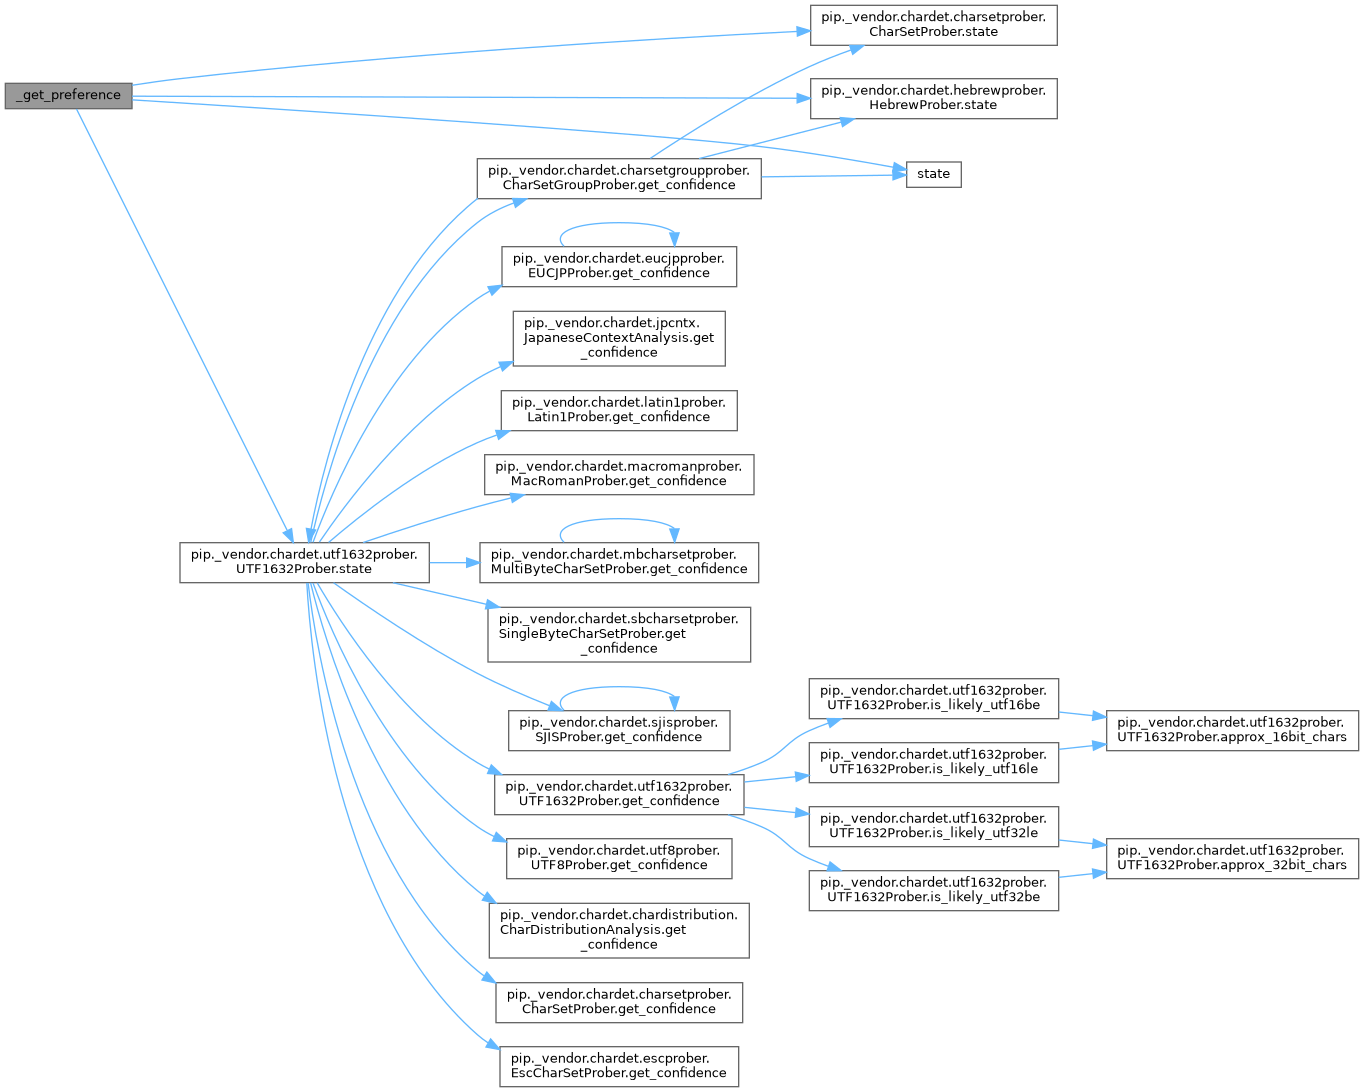 _get_preference
pip._vendor.chardet.charsetprober.
CharSetProber.state
pip._vendor.chardet.hebrewprober.
HebrewProber.state
state
pip._vendor.chardet.charsetgroupprober.
CharSetGroupProber.get_confidence
pip._vendor.chardet.eucjpprober.
EUCJPProber.get_confidence
pip._vendor.chardet.jpcntx.
JapaneseContextAnalysis.get
_confidence
pip._vendor.chardet.latin1prober.
Latin1Prober.get_confidence
pip._vendor.chardet.macromanprober.
MacRomanProber.get_confidence
pip._vendor.chardet.utf1632prober.
UTF1632Prober.state
pip._vendor.chardet.mbcharsetprober.
MultiByteCharSetProber.get_confidence
pip._vendor.chardet.sbcharsetprober.
SingleByteCharSetProber.get
_confidence
pip._vendor.chardet.sjisprober.
SJISProber.get_confidence
pip._vendor.chardet.utf1632prober.
UTF1632Prober.get_confidence
pip._vendor.chardet.utf1632prober.
UTF1632Prober.is_likely_utf16be
pip._vendor.chardet.utf1632prober.
UTF1632Prober.is_likely_utf16le
pip._vendor.chardet.utf1632prober.
UTF1632Prober.approx_16bit_chars
pip._vendor.chardet.utf1632prober.
UTF1632Prober.is_likely_utf32le
pip._vendor.chardet.utf1632prober.
UTF1632Prober.is_likely_utf32be
pip._vendor.chardet.utf1632prober.
UTF1632Prober.approx_32bit_chars
pip._vendor.chardet.utf8prober.
UTF8Prober.get_confidence
pip._vendor.chardet.chardistribution.
CharDistributionAnalysis.get
_confidence
pip._vendor.chardet.charsetprober.
CharSetProber.get_confidence
pip._vendor.chardet.escprober.
EscCharSetProber.get_confidence